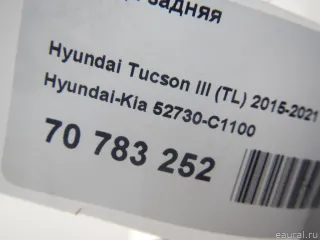 задняя
Hyundai Tucson III (TL) 2015-2021
Hyundai-Kia 52730-C1100
70 783 252
eaural.ru